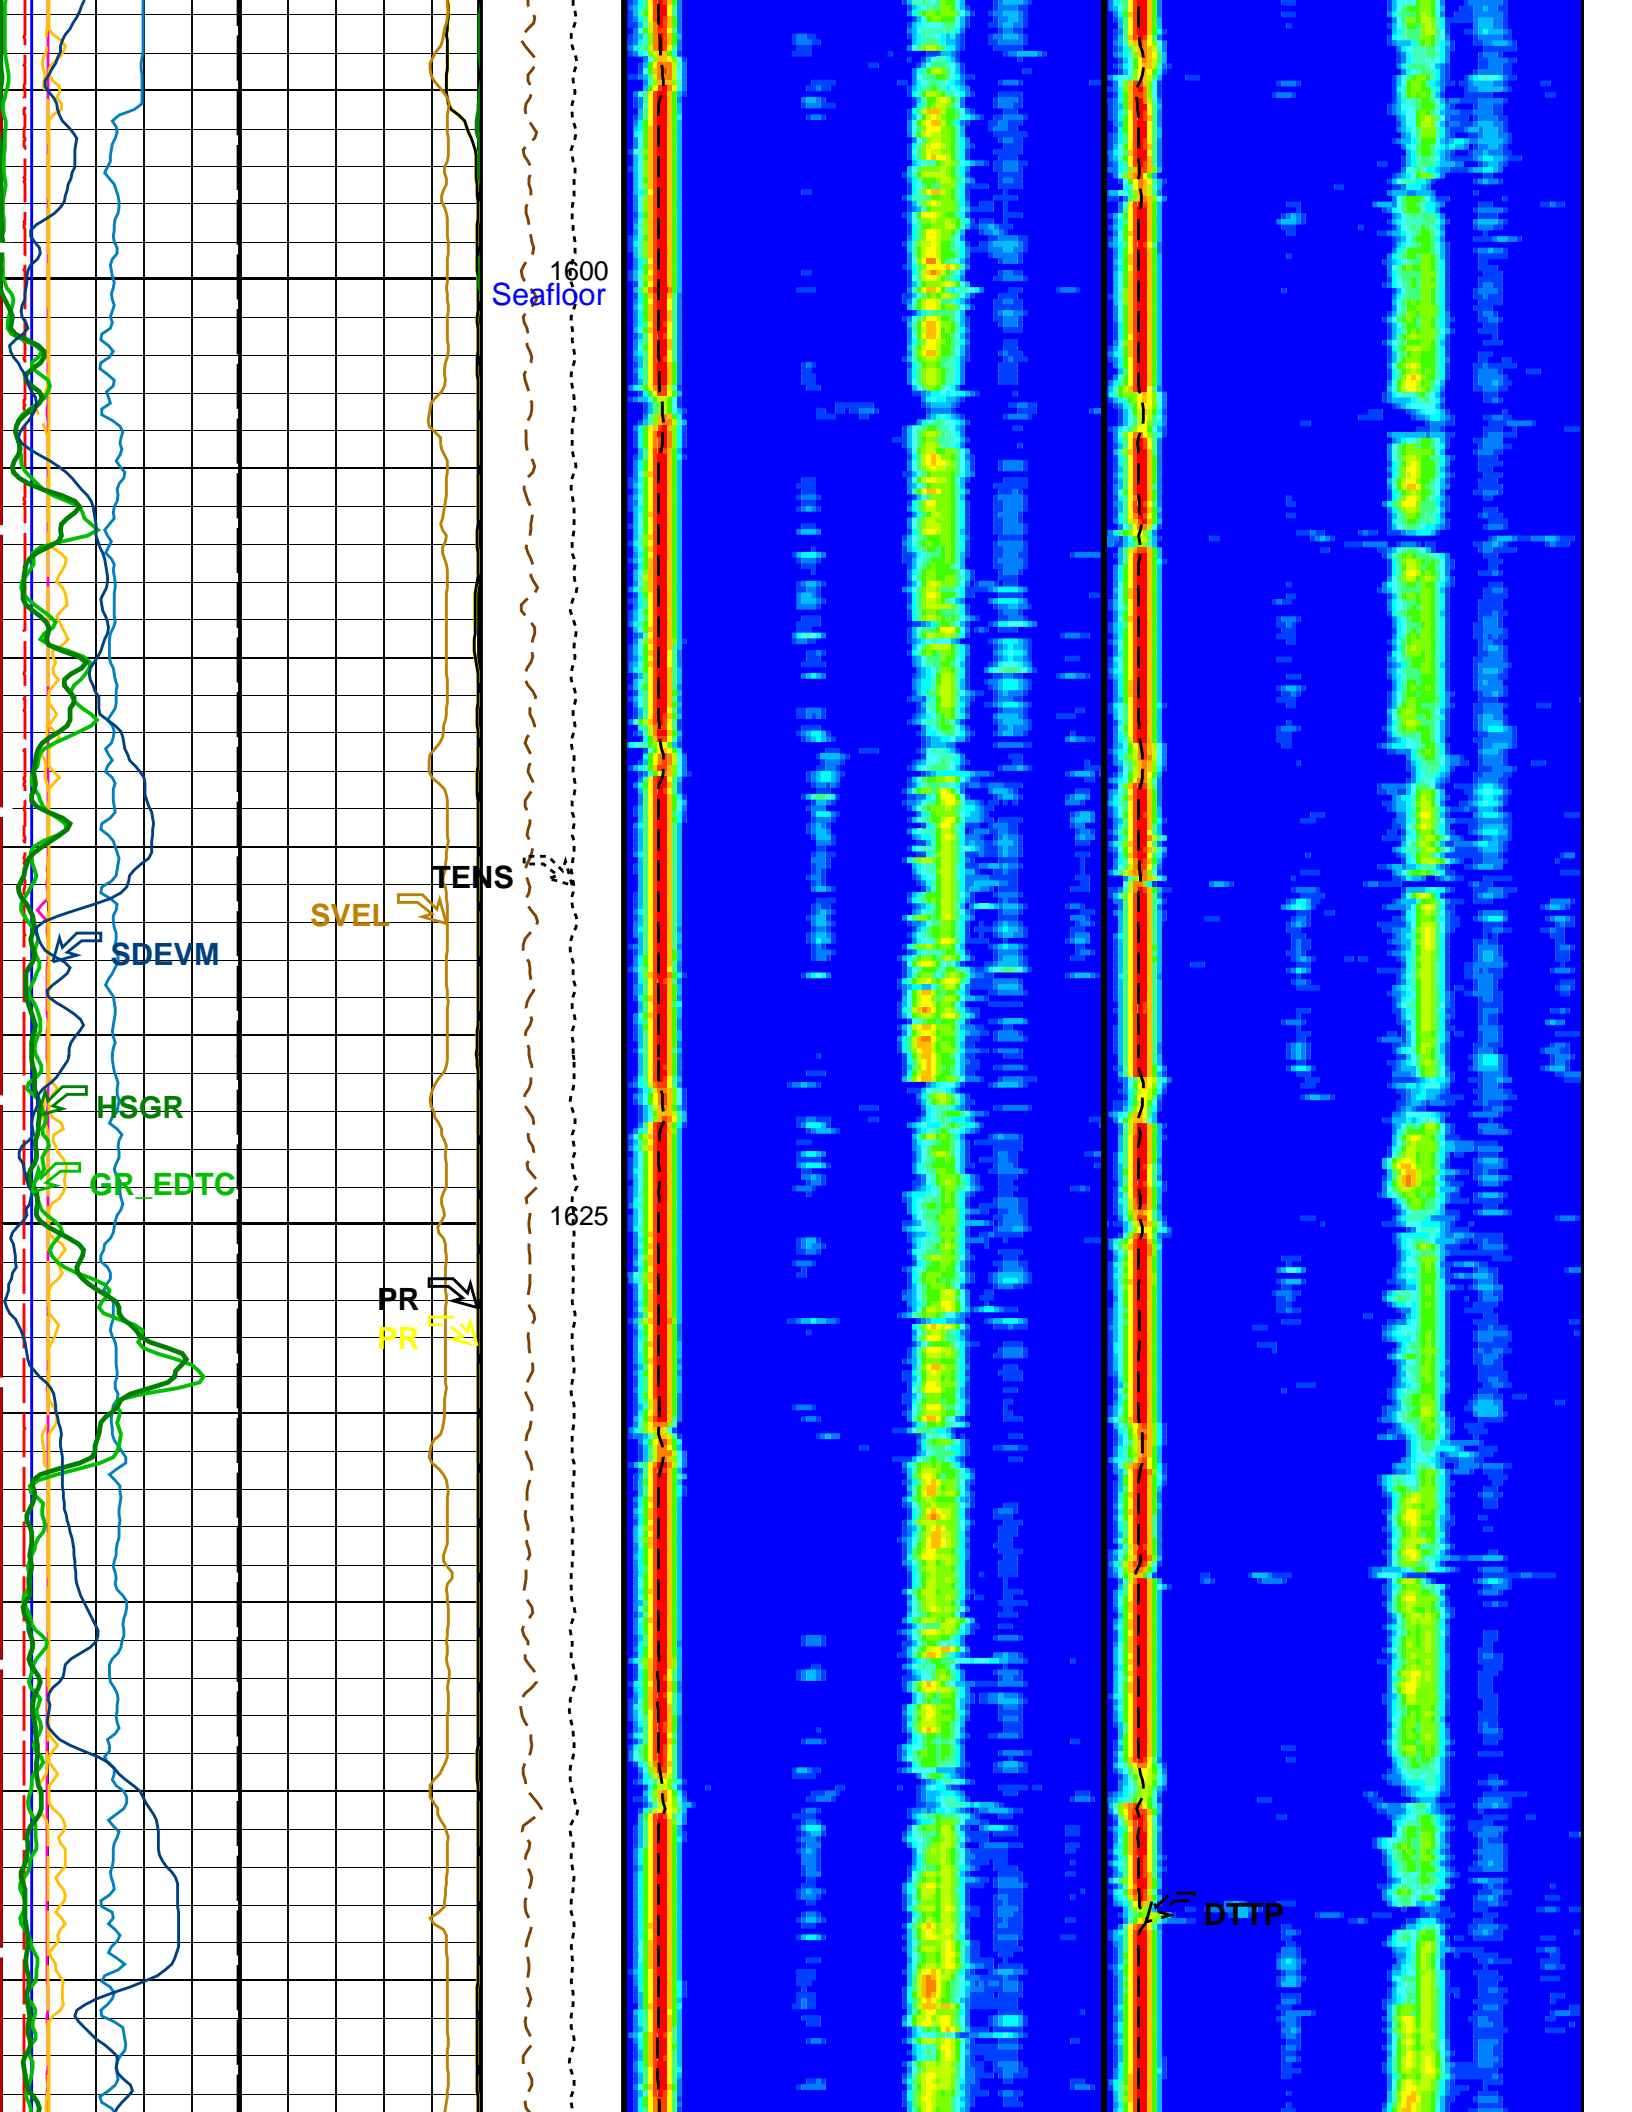 1600
Seafloor
TENS
SVEL
SDEVM
HSGR
GR_EDTC
1625
PR
PR
DTTP